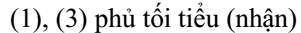 (1), (3) phủ tối tiểu (nhận)